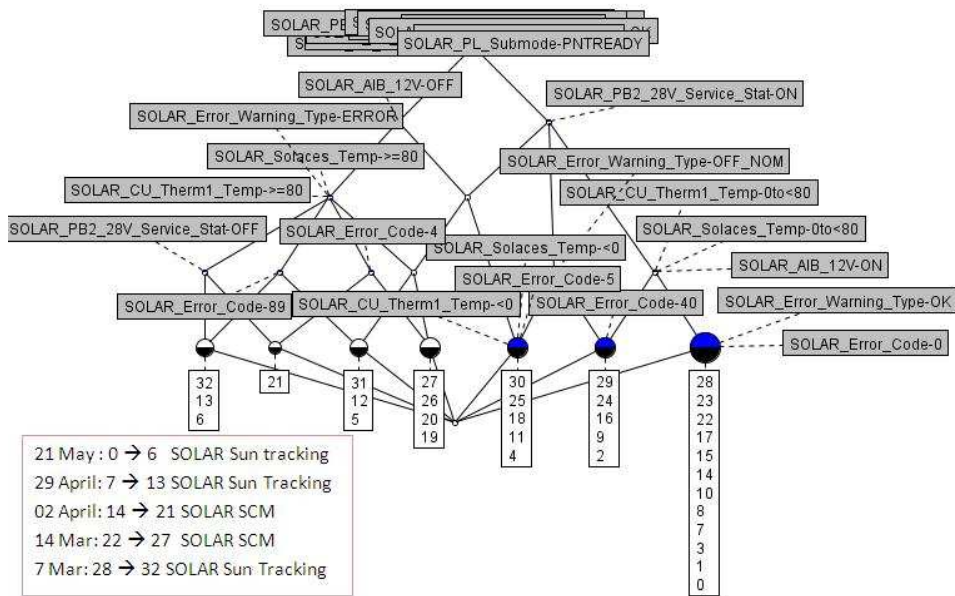 SOLAR_PB
SOLAR
OK
SOLAR_PL_Submode-PNTREADY
SOLAR_AIB_12V-OFF
SOLAR_PB2_28V_Service_Stat-ON
SOLAR_Error_Warning_Type-ERROR
SOLAR_Solaces_Temp->=80
SOLAR_Error_Warning_Type-OFF_NOM
SOLAR_CU_Therm1_Temp->=80
SOLAR_CU_Therm1_Temp-0to<80
SOLAR_PB2_28V_Service_Stat-OFF
SOLAR_Error_Code-4
SOLAR_Solaces_Temp-0to<80
SOLAR_Solaces_Temp-<0
SOLAR_AIB_12V-ON
SOLAR_Error_Code-5
SOLAR_Error_Code-89
SOLAR_CU_Therm1_Temp-<0
SOLAR_Error_Code-40
SOLAR_Error_Warning_Type-OK
SOLAR_Error_Code-0
32
13
6
21
31
12
5
27
26
20
19
30
25
18
11
4
29
24
16
9
2
28
23
22
17
15
14
10
8
7
3
1
0
21 May : 0 → 6 SOLAR Sun tracking
29 April: 7 → 13 SOLAR Sun Tracking
02 April: 14 → 21 SOLAR SCM
14 Mar: 22 → 27 SOLAR SCM
7 Mar: 28 → 32 SOLAR Sun Tracking